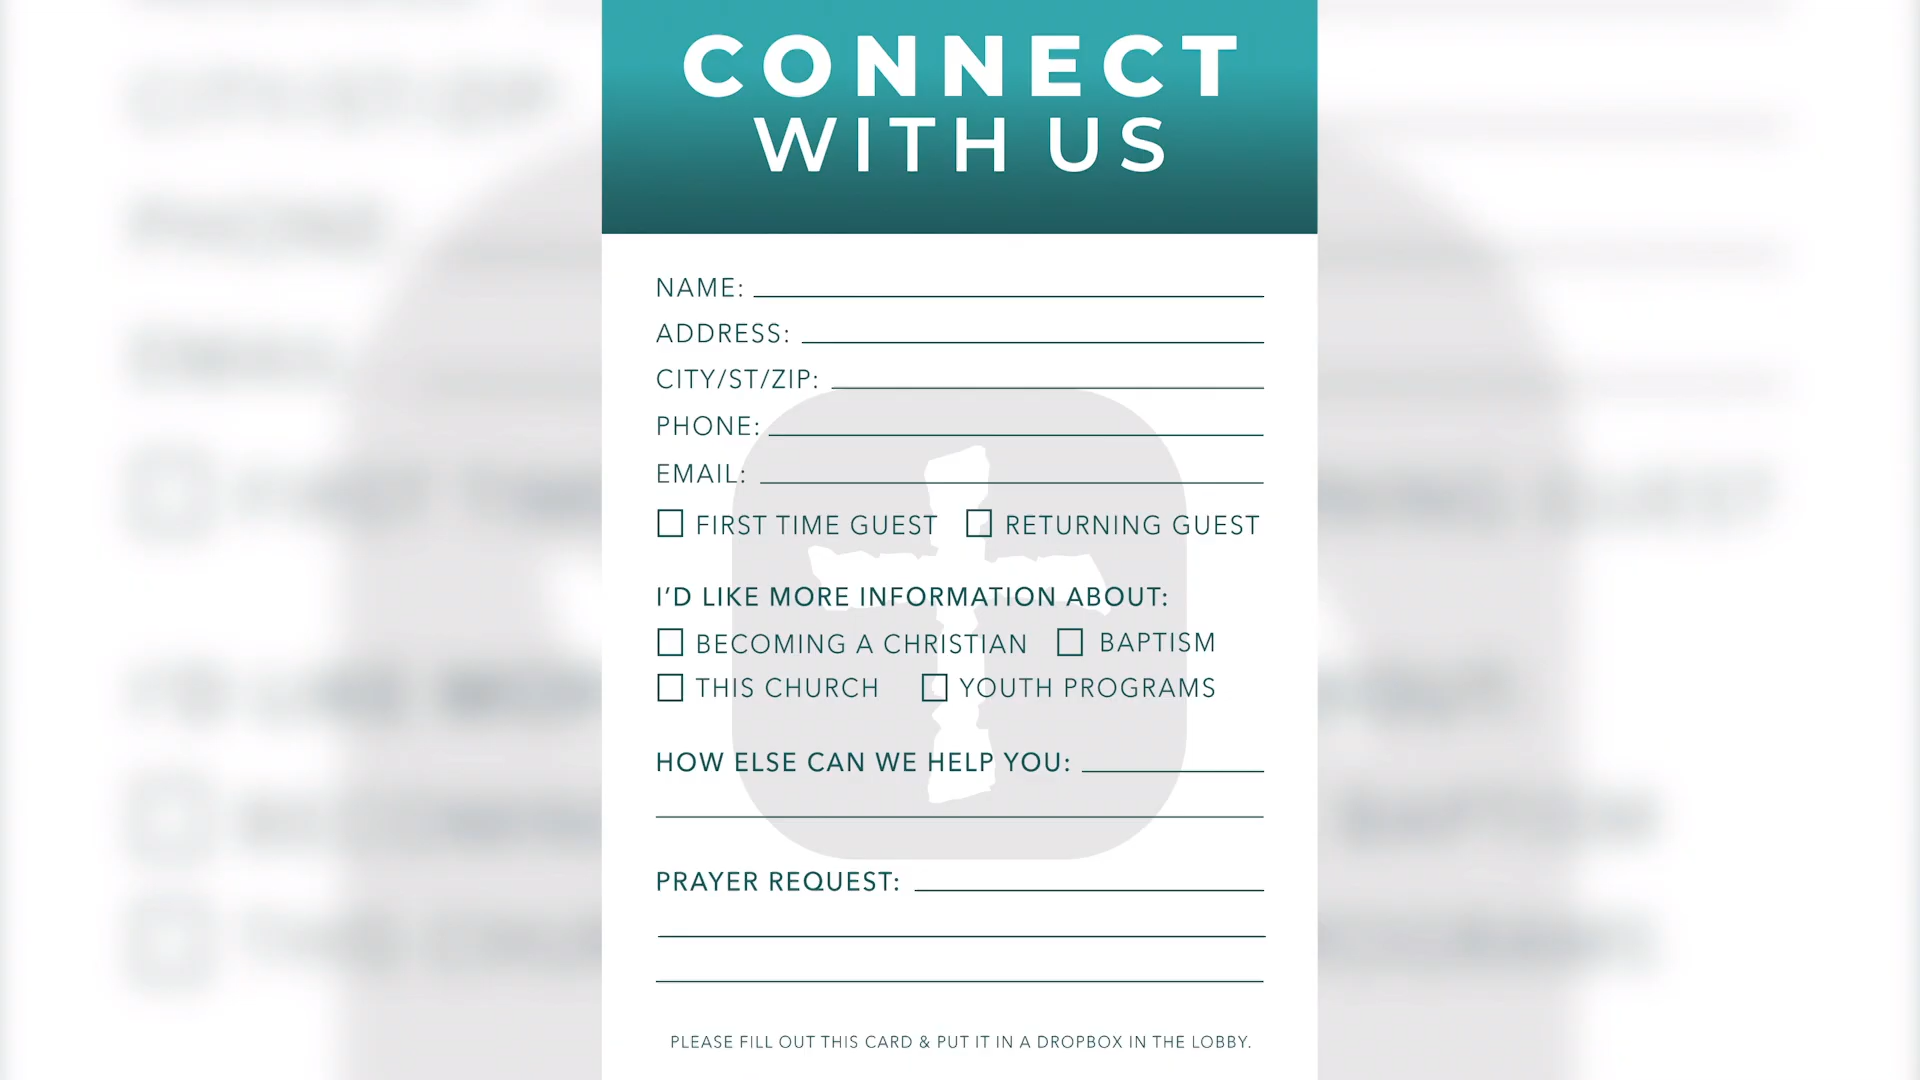 CONNECT
WITH US
NAME:
ADDRESS:
CITY/ST/ZIP:
PHONE:
EMAIL:
FIRST TIME GUEST RETURNING GUEST
I'D LIKE MORE INFORMATION ABOUT:
BECOMING A CHRISTIAN BAPTISM
THIS CHURCH YOUTH PROGRAMS
HOW ELSE CAN WE HELP YOU:
PRAYER REQUEST:
PLEASE FILL OUT THIS CARD & PUT IT IN A DROPBOX IN THE LOBBY.